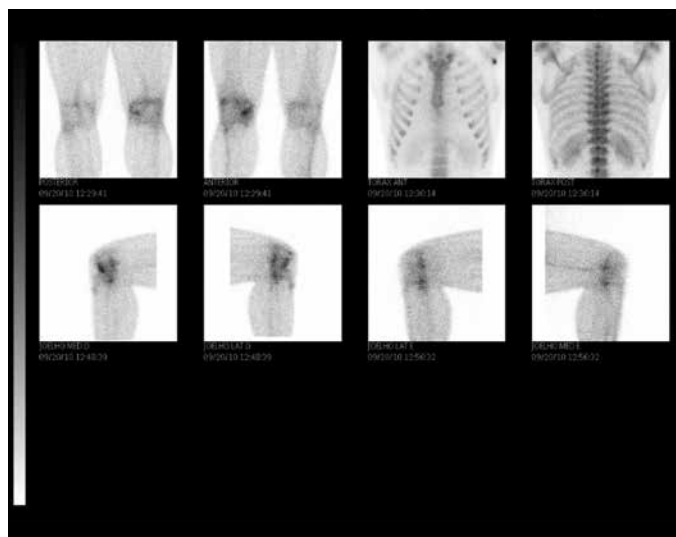 POSTERIOR
09/20/10 12:29:41
ANTERIOR
09/20/10 12:29:41
TORAX ANT
09/20/10 12:36:14
TORAX POST
09/20/10 12:36:14
JOELHO MED D
09/20/10 12:48:39
JOELHO LAT D
09/20/10 12:48:39
JOELHO LAT E
09/20/10 12:56:32
JOELHO MED E
09/20/10 12:56:32